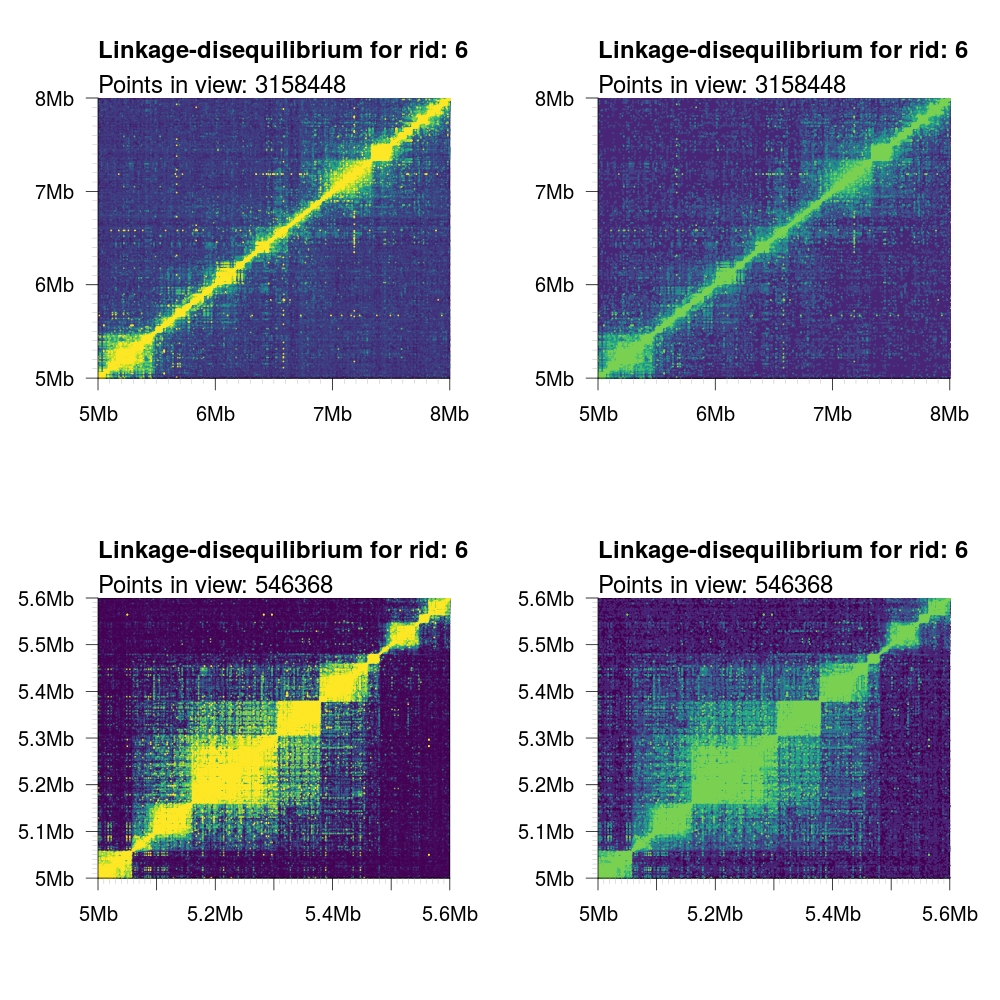 Linkage-disequilibrium for rid: 6
Points in view: 3158448
8Mb
7Mb
6Mb
5Mb
5Mb 6Mb 7Mb 8Mb
Linkage-disequilibrium for rid: 6
Points in view: 3158448
8Mb
7Mb
6Mb
5Mb
5Mb 6Mb 7Mb 8Mb
Linkage-disequilibrium for rid: 6
Points in view: 546368
5.6Mb
5.5Mb
5.4Mb
5.3Mb
5.2Mb
5.1Mb
5Mb
5Mb 5.2Mb 5.4Mb 5.6Mb
Linkage-disequilibrium for rid: 6
Points in view: 546368
5.6Mb
5.5Mb
5.4Mb
5.3Mb
5.2Mb
5.1Mb
5Mb
5Mb 5.2Mb 5.4Mb 5.6Mb